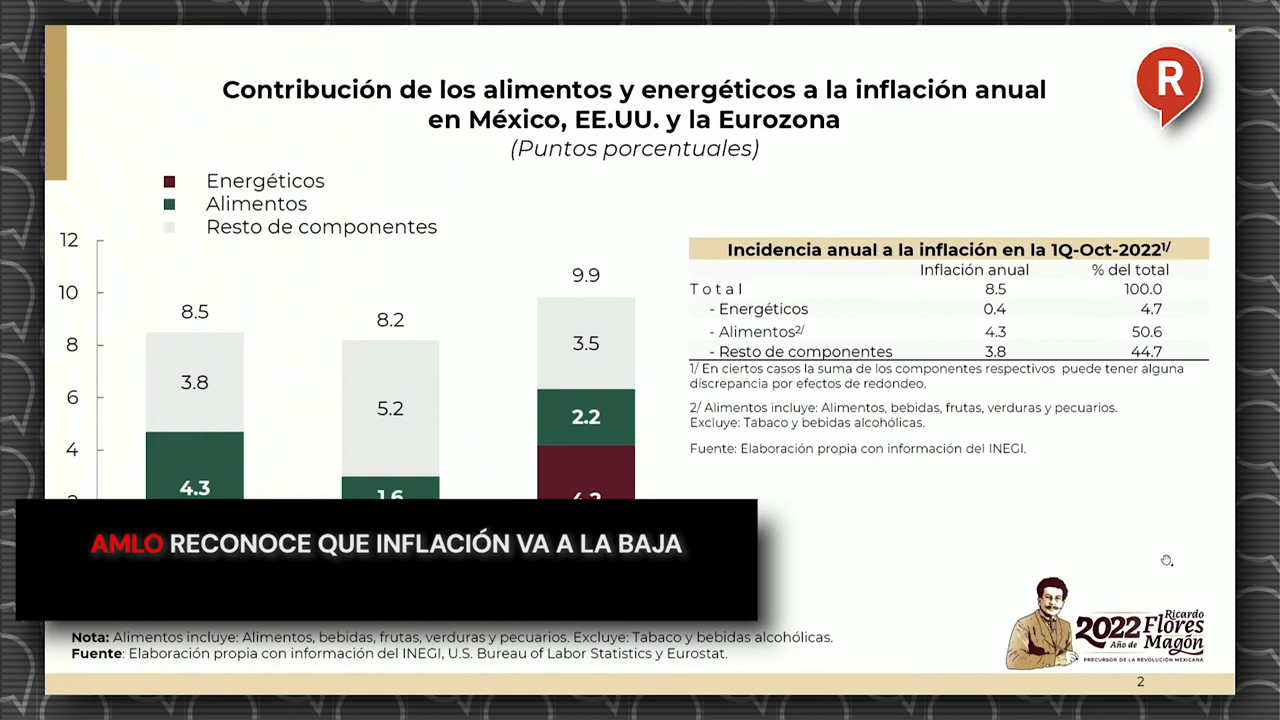 Contribución de los alimentos y energéticos a la inflación anual
en México, EE.UU. y la Eurozona
(Puntos porcentuales)
R
Energéticos
Alimentos
Resto de componentes
12
10
8
6
4
8.5
3.8
4.3
8.2
5.2
1.6
9.9
3.5
2.2
4.2
Incidencia anual a la inflación en la 1Q-Oct-2022 1/
Inflación anual % del total
Total 8.5 100.0
- Energéticos 0.4 4.7
- Alimentos 2/ 4.3 50.6
- Resto de componentes 3.8 44.7
1/ En ciertos casos la suma de los componentes respectivos puede tener alguna
discrepancia por efectos de redondeo.
2/ Alimentos incluye: Alimentos, bebidas, frutas, verduras y pecuarios.
Excluye: Tabaco y bebidas alcohólicas.
Fuente: Elaboración propia con información del INEGI.
AMLO RECONOCE QUE INFLACIÓN VA A LA BAJA
Nota: Alimentos incluye: Alimentos, bebidas, frutas, verduras y pecuarios. Excluye: Tabaco y bebidas alcohólicas.
Fuente: Elaboración propia con información del INEGI, U.S. Bureau of Labor Statistics y Eurostat.
2022 Año de
Ricardo
Flores
Magón
PRECURSOR DE LA REVOLUCIÓN MEXICANA
2